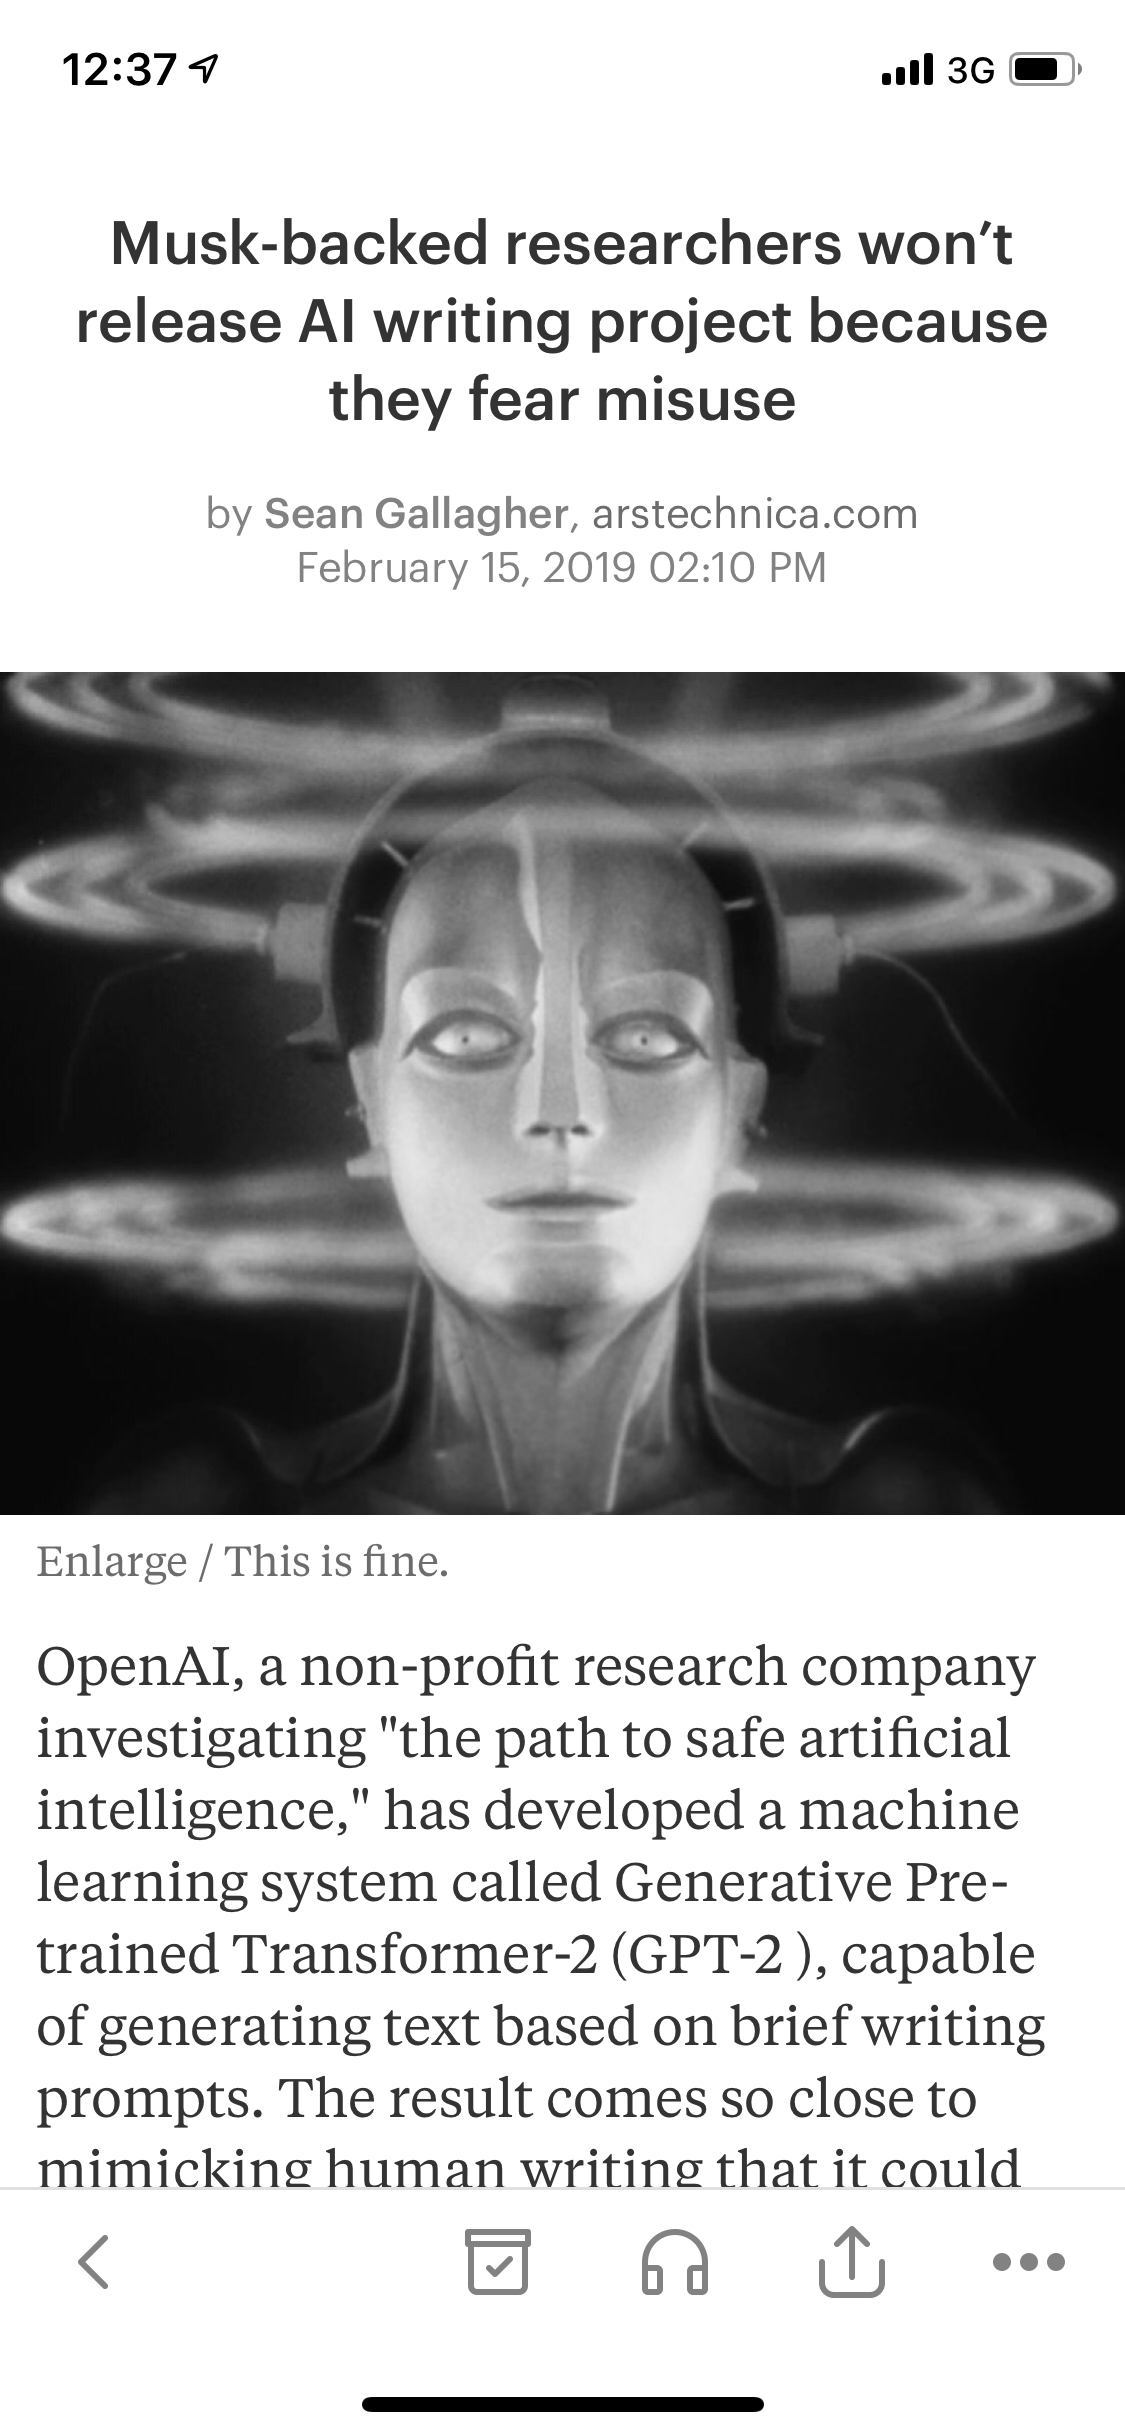 12:37
3G
Musk-backed researchers won’t
release AI writing project because
they fear misuse
by Sean Gallagher, arstechnica.com
February 15, 2019 02:10 PM
Enlarge / This is fine.
OpenAI, a non-profit research company
investigating "the path to safe artificial
intelligence," has developed a machine
learning system called Generative Pre-
trained Transformer-2 (GPT-2 ), capable
of generating text based on brief writing
prompts. The result comes so close to
mimicking human writing that it could